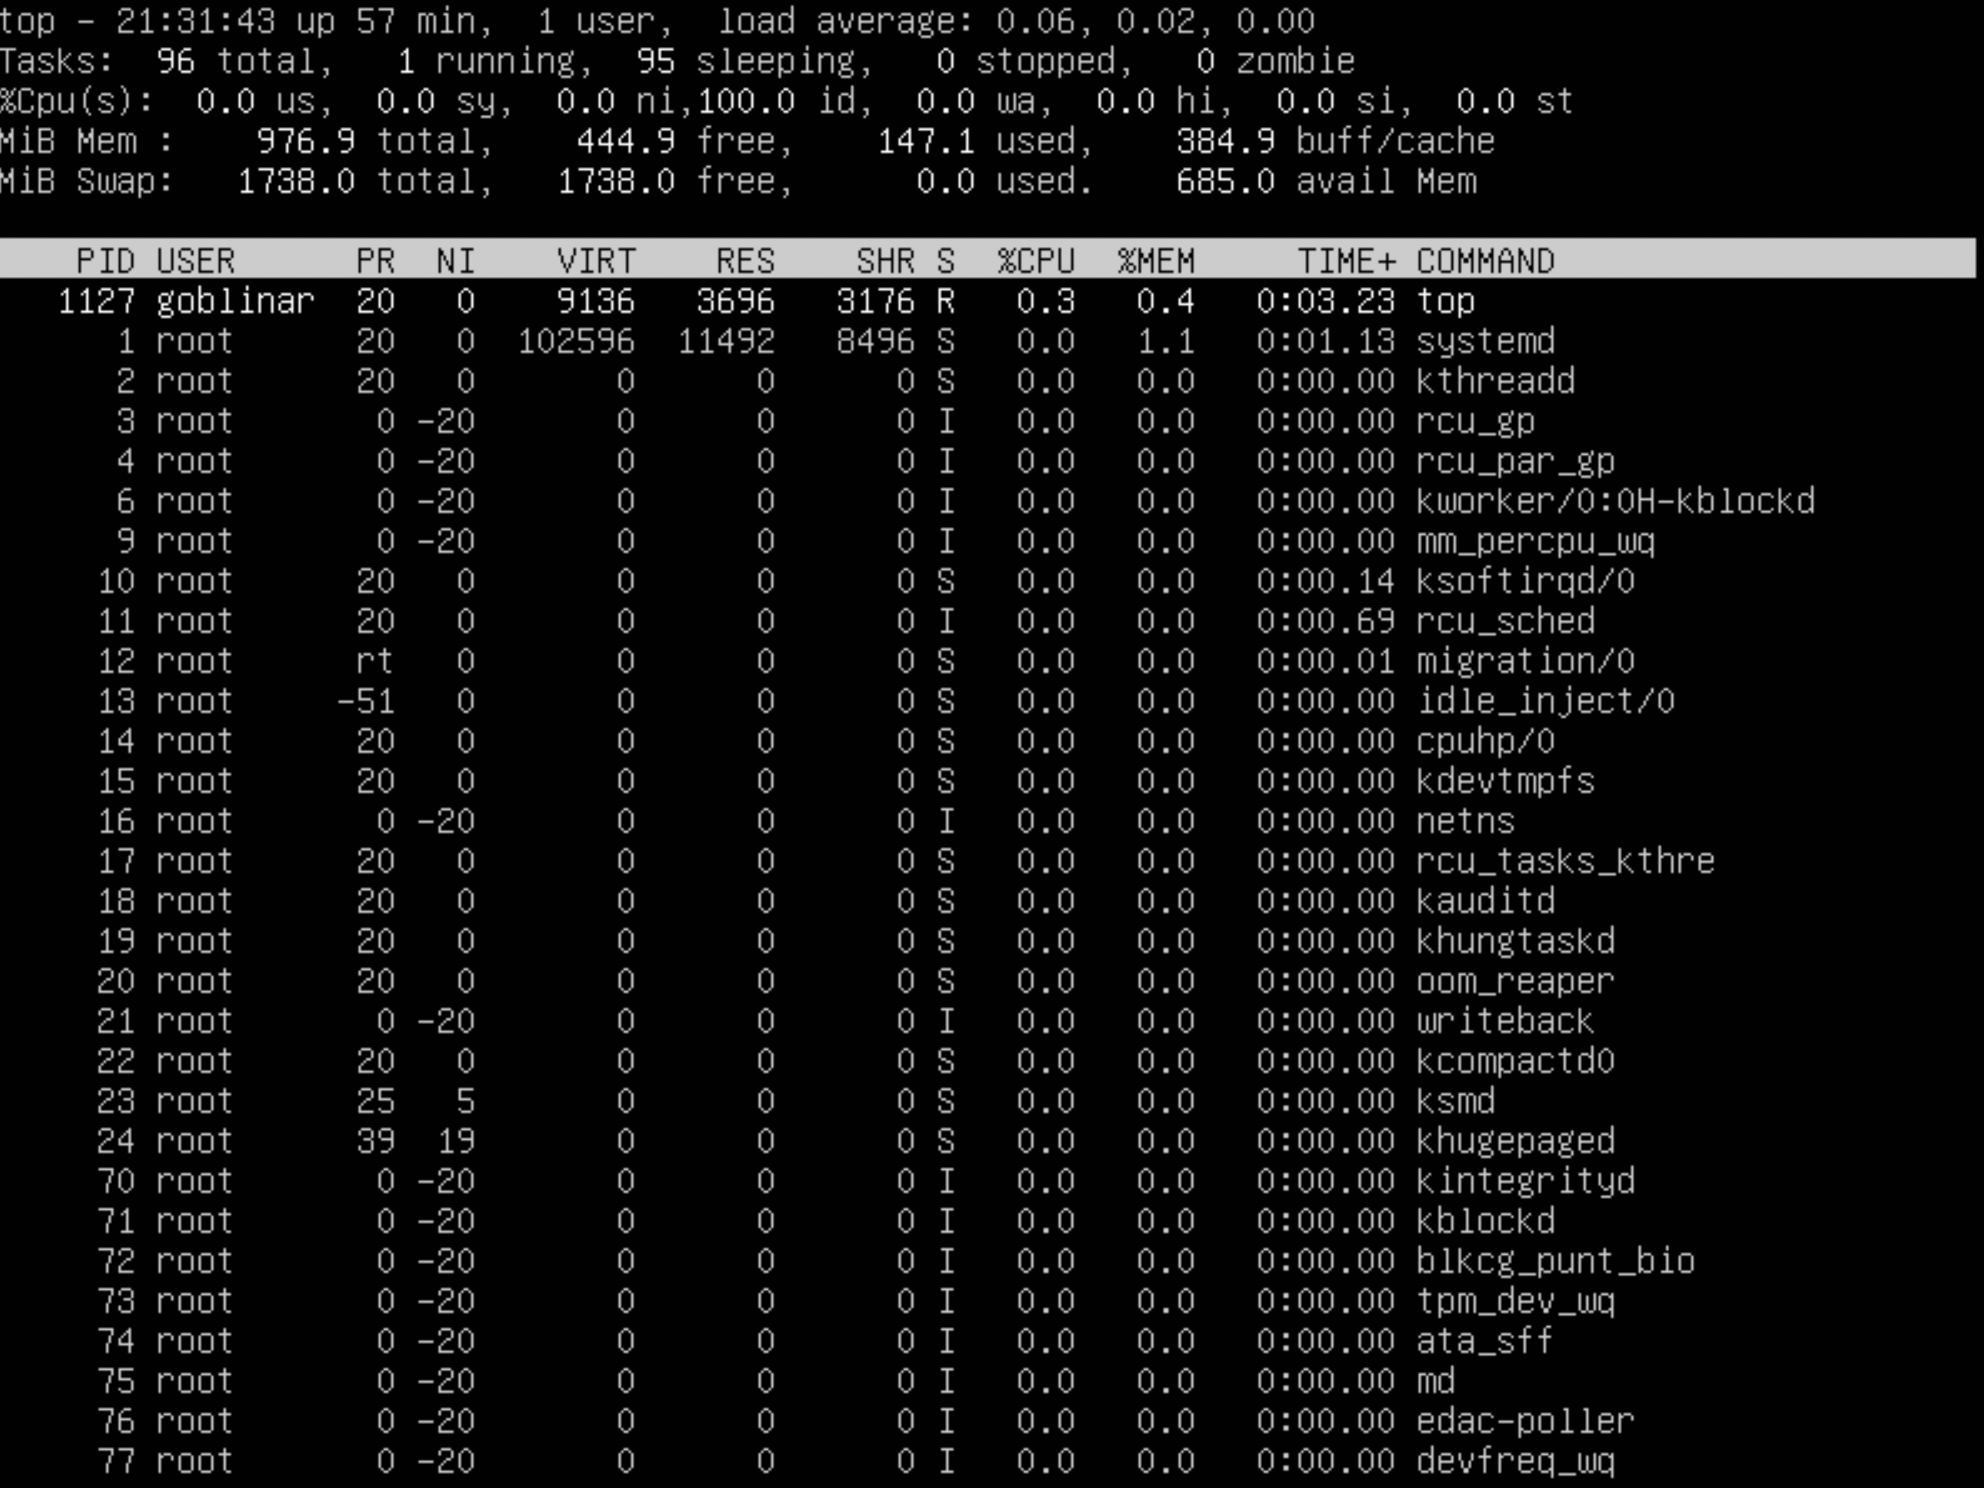 top - 21:31:43 up 57 min,  1 user,  load average: 0.06, 0.02, 0.00
Tasks:  96 total,   1 running,  95 sleeping,   0 stopped,   0 zombie
%Cpu(s):  0.0 us,  0.0 sy,  0.0 ni,100.0 id,  0.0 wa,  0.0 hi,  0.0 si,  0.0 st
MiB Mem :    976.9 total,    444.9 free,    147.1 used,    384.9 buff/cache
MiB Swap:   1738.0 total,   1738.0 free,      0.0 used.    685.0 avail Mem
PID USER      PR  NI    VIRT    RES    SHR S  %CPU  %MEM     TIME+ COMMAND
1127 goblinar  20   0    9136   3696   3176 R   0.3   0.4   0:03.23 top
1 root      20   0  102596  11492   8496 S   0.0   1.1   0:01.13 systemd
2 root      20   0       0      0      0 S   0.0   0.0   0:00.00 kthreadd
3 root       0 -20       0      0      0 I   0.0   0.0   0:00.00 rcu_gp
4 root       0 -20       0      0      0 I   0.0   0.0   0:00.00 rcu_par_gp
6 root       0 -20       0      0      0 I   0.0   0.0   0:00.00 kworker/0:0H-kblockd
9 root       0 -20       0      0      0 I   0.0   0.0   0:00.00 mm_percpu_wq
10 root      20   0       0      0      0 S   0.0   0.0   0:00.14 ksoftirqd/0
11 root      20   0       0      0      0 I   0.0   0.0   0:00.69 rcu_sched
12 root      rt   0       0      0      0 S   0.0   0.0   0:00.01 migration/0
13 root     -51   0       0      0      0 S   0.0   0.0   0:00.00 idle_inject/0
14 root      20   0       0      0      0 S   0.0   0.0   0:00.00 cpuhp/0
15 root      20   0       0      0      0 S   0.0   0.0   0:00.00 kdevtmpfs
16 root       0 -20       0      0      0 I   0.0   0.0   0:00.00 netns
17 root      20   0       0      0      0 S   0.0   0.0   0:00.00 rcu_tasks_kthre
18 root      20   0       0      0      0 S   0.0   0.0   0:00.00 kauditd
19 root      20   0       0      0      0 S   0.0   0.0   0:00.00 khungtaskd
20 root      20   0       0      0      0 S   0.0   0.0   0:00.00 oom_reaper
21 root       0 -20       0      0      0 I   0.0   0.0   0:00.00 writeback
22 root      20   0       0      0      0 S   0.0   0.0   0:00.00 kcompactd0
23 root      25   5       0      0      0 S   0.0   0.0   0:00.00 ksmd
24 root      39  19       0      0      0 S   0.0   0.0   0:00.00 khugepaged
70 root       0 -20       0      0      0 I   0.0   0.0   0:00.00 kintegrityd
71 root       0 -20       0      0      0 I   0.0   0.0   0:00.00 kblockd
72 root       0 -20       0      0      0 I   0.0   0.0   0:00.00 blkcg_punt_bio
73 root       0 -20       0      0      0 I   0.0   0.0   0:00.00 tpm_dev_wq
74 root       0 -20       0      0      0 I   0.0   0.0   0:00.00 ata_sff
75 root       0 -20       0      0      0 I   0.0   0.0   0:00.00 md
76 root       0 -20       0      0      0 I   0.0   0.0   0:00.00 edac-poller
77 root       0 -20       0      0      0 I   0.0   0.0   0:00.00 devfreq_wq